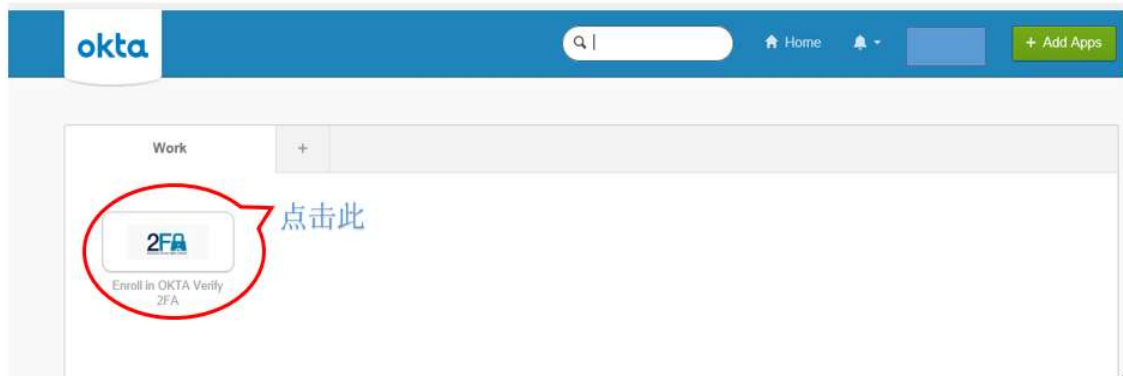 okta
Home
+ Add Apps
Work
+
点击此
2FA
Enroll in OKTA Verify
2FA